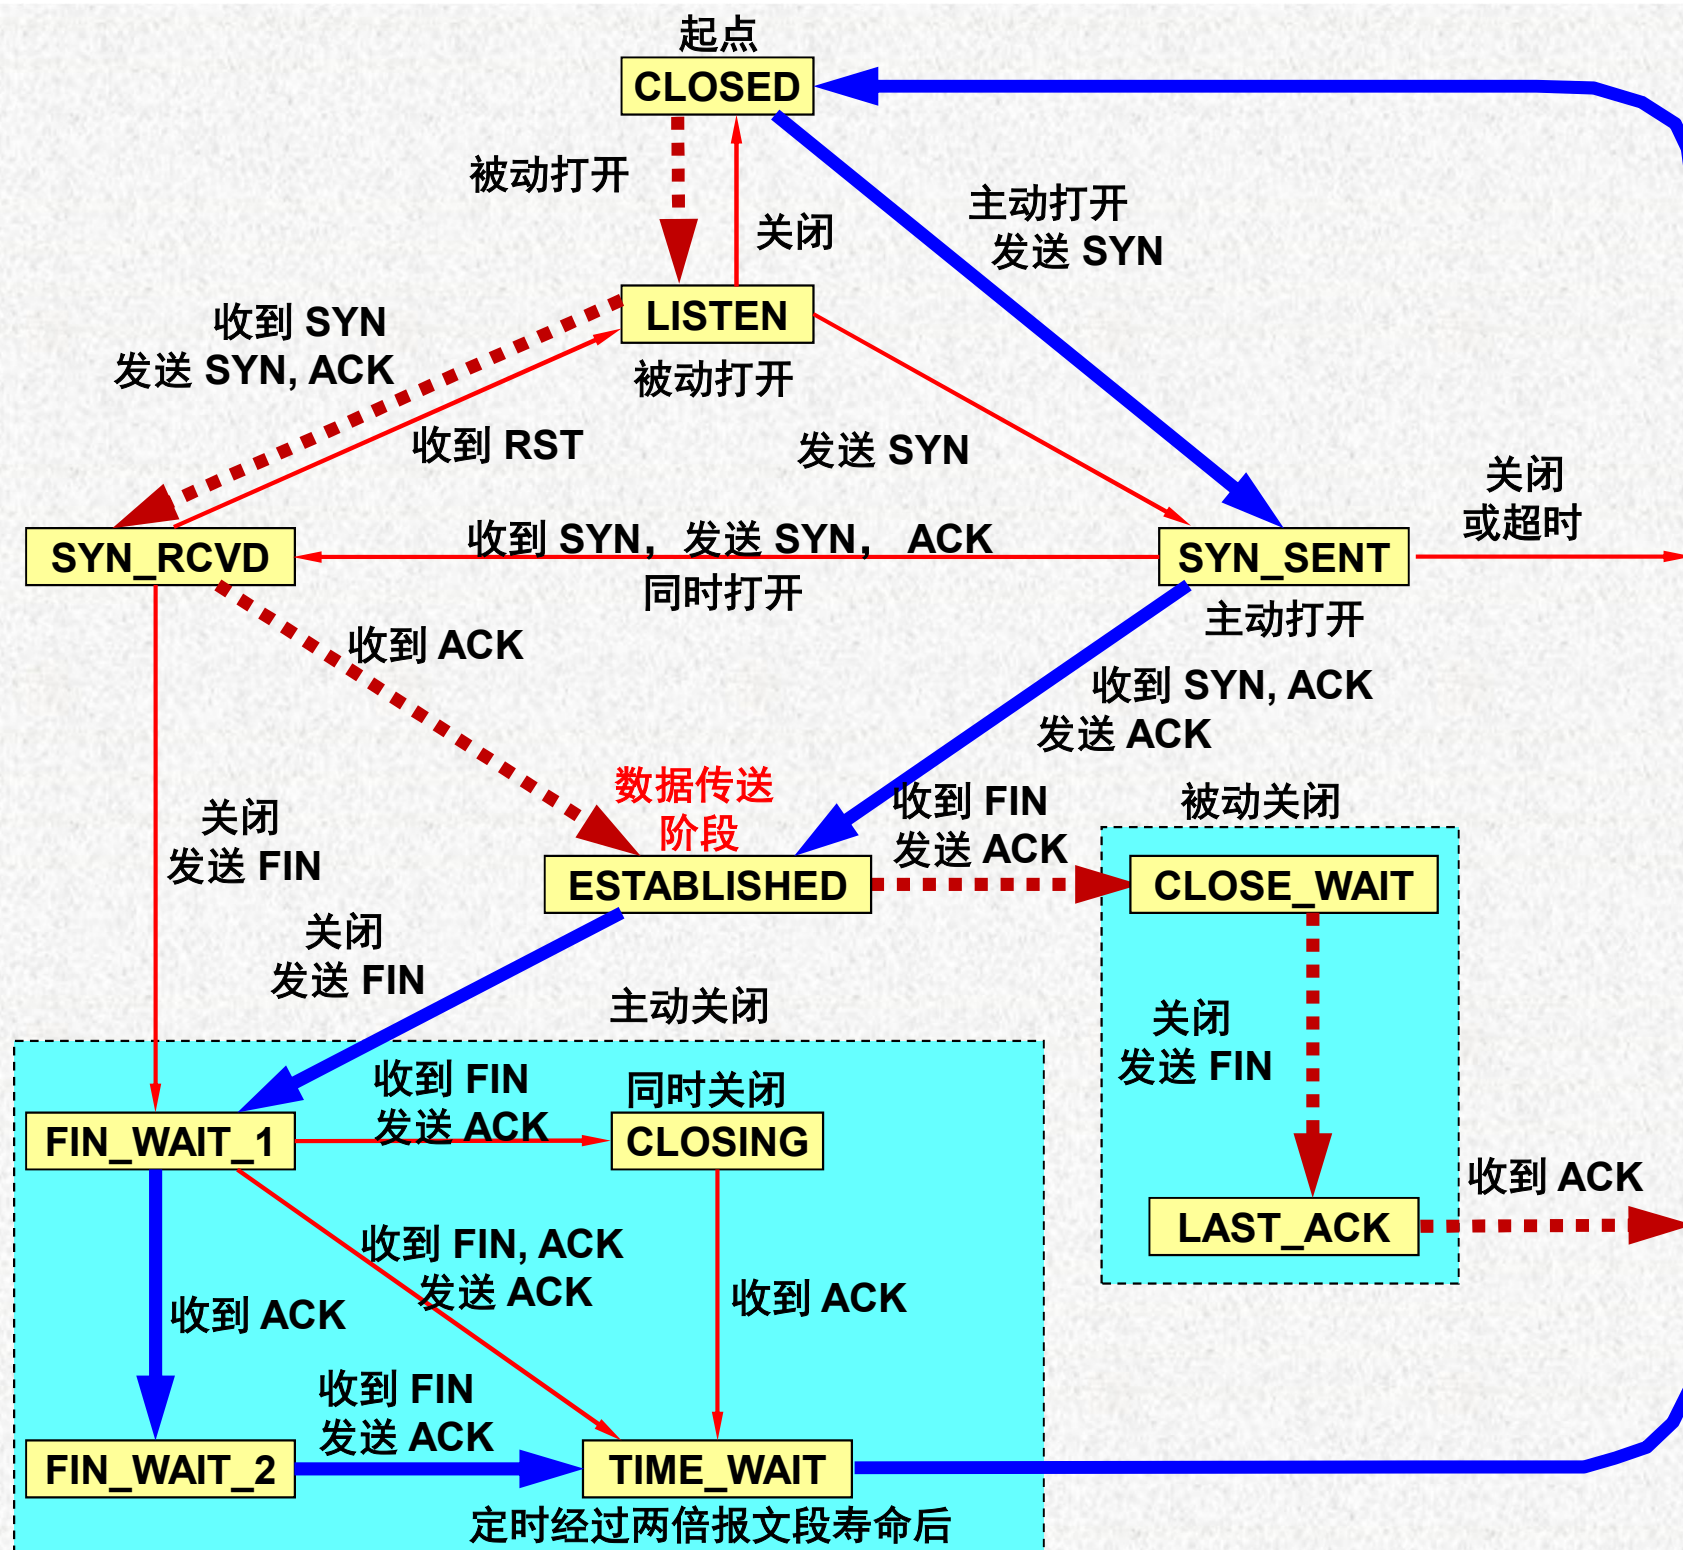 起点
CLOSED
被动打开
关闭
主动打开
发送 SYN
LISTEN
被动打开
收到 SYN
发送 SYN, ACK
收到 RST
发送 SYN
关闭
或超时
SYN_RCVD
收到 SYN，发送 SYN， ACK
同时打开
SYN_SENT
主动打开
收到 ACK
收到 SYN, ACK
发送 ACK
数据传送
阶段
收到 FIN
发送 ACK
被动关闭
关闭
发送 FIN
ESTABLISHED
CLOSE_WAIT
关闭
发送 FIN
主动关闭
关闭
发送 FIN
收到 FIN
发送 ACK
同时关闭
FIN_WAIT_1
CLOSING
LAST_ACK
收到 ACK
收到 FIN, ACK
发送 ACK
收到 ACK
收到 ACK
收到 FIN
发送 ACK
FIN_WAIT_2
TIME_WAIT
定时经过两倍报文段寿命后